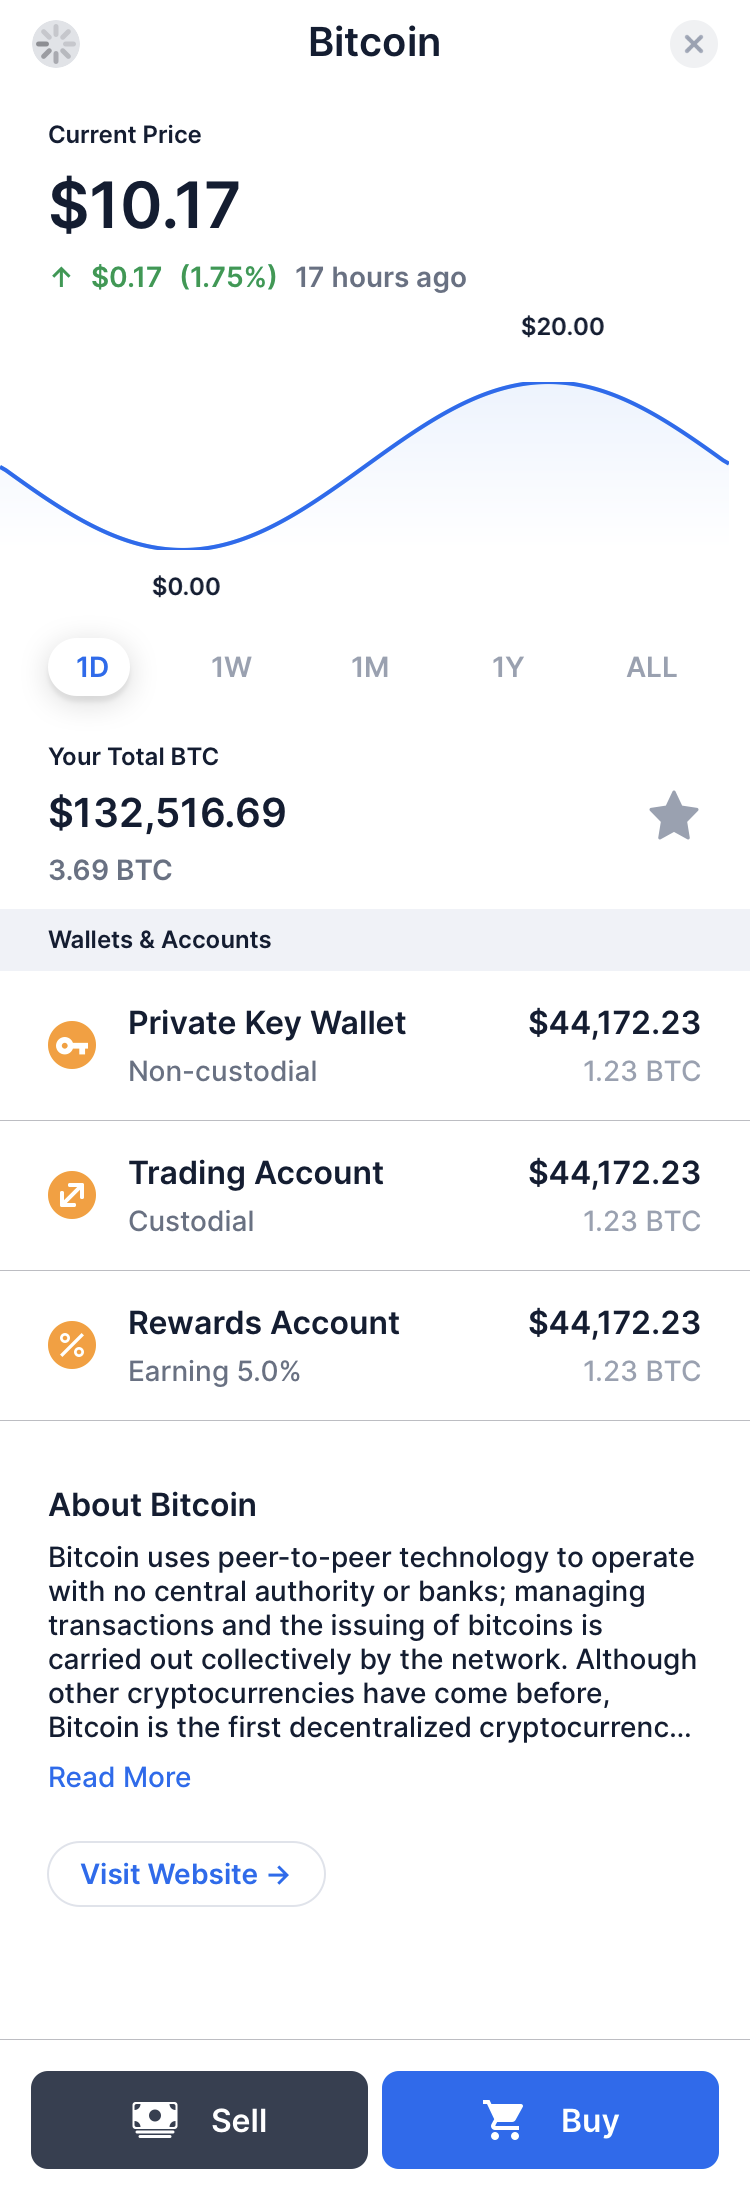 Bitcoin
Current Price
$10.17
↑ $0.17 (1.75%) 17 hours ago
$20.00
$0.00
1D 1W 1M 1Y ALL
Your Total BTC
$132,516.69
3.69 BTC
Wallets & Accounts
Private Key Wallet $44,172.23
Non-custodial 1.23 BTC
Trading Account $44,172.23
Custodial 1.23 BTC
Rewards Account $44,172.23
Earning 5.0% 1.23 BTC
About Bitcoin
Bitcoin uses peer-to-peer technology to operate
with no central authority or banks; managing
transactions and the issuing of bitcoins is
carried out collectively by the network. Although
other cryptocurrencies have come before,
Bitcoin is the first decentralized cryptocurrenc...
Read More
Visit Website →
Sell Buy